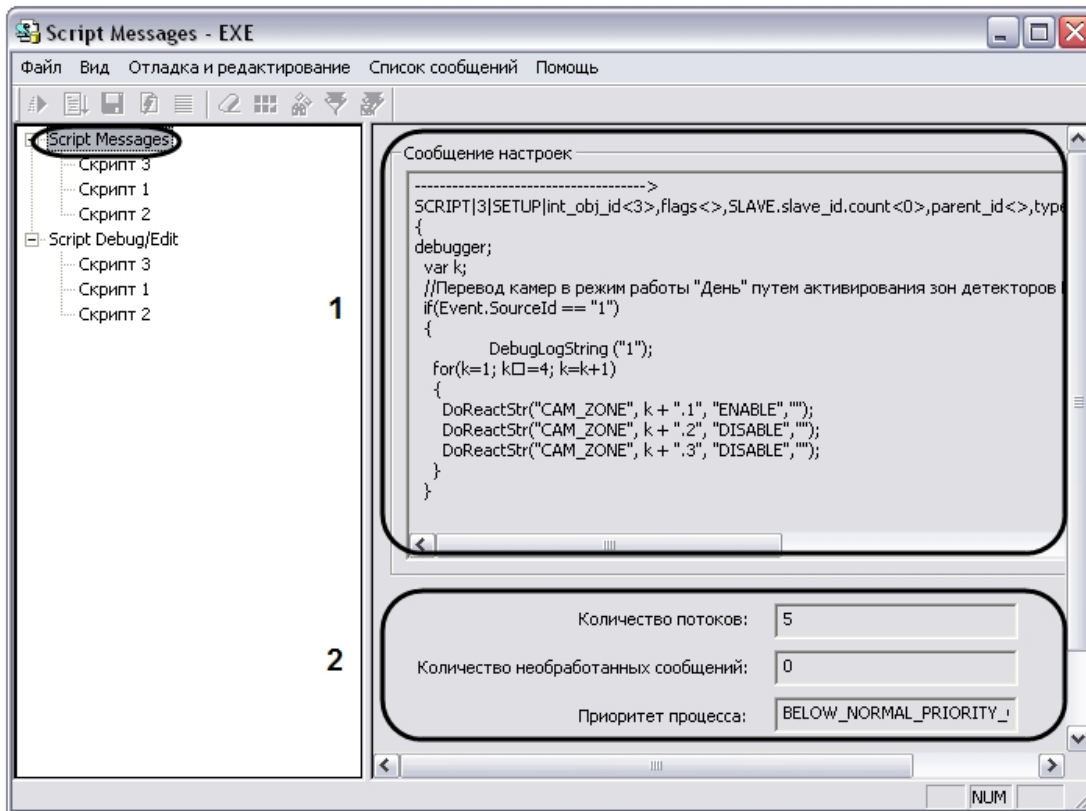 Script Messages - EXE
Файл Вид Отладка и редактирование Список сообщений Помощь
Script Messages
Скрипт 3
Скрипт 1
Скрипт 2
Script Debug/Edit
Скрипт 3
Скрипт 1
Скрипт 2
1
2
Сообщение настроек
------------------------------------->
SCRIPT|3|SETUP|int_obj_id<3>,flags<>,SLAVE.slave_id.count<0>,parent_id<>,type
{
debugger;
var k;
//Перевод камер в режим работы "День" путем активирования зон детекторов
if(Event.SourceId == "1")
{
DebugLogString ("1");
for(k=1; k□=4; k=k+1)
{
DoReactStr("CAM_ZONE", k + ".1", "ENABLE","");
DoReactStr("CAM_ZONE", k + ".2", "DISABLE","");
DoReactStr("CAM_ZONE", k + ".3", "DISABLE","");
}
}
Количество потоков: 5
Количество необработанных сообщений: 0
Приоритет процесса: BELOW_NORMAL_PRIORITY_
NUM